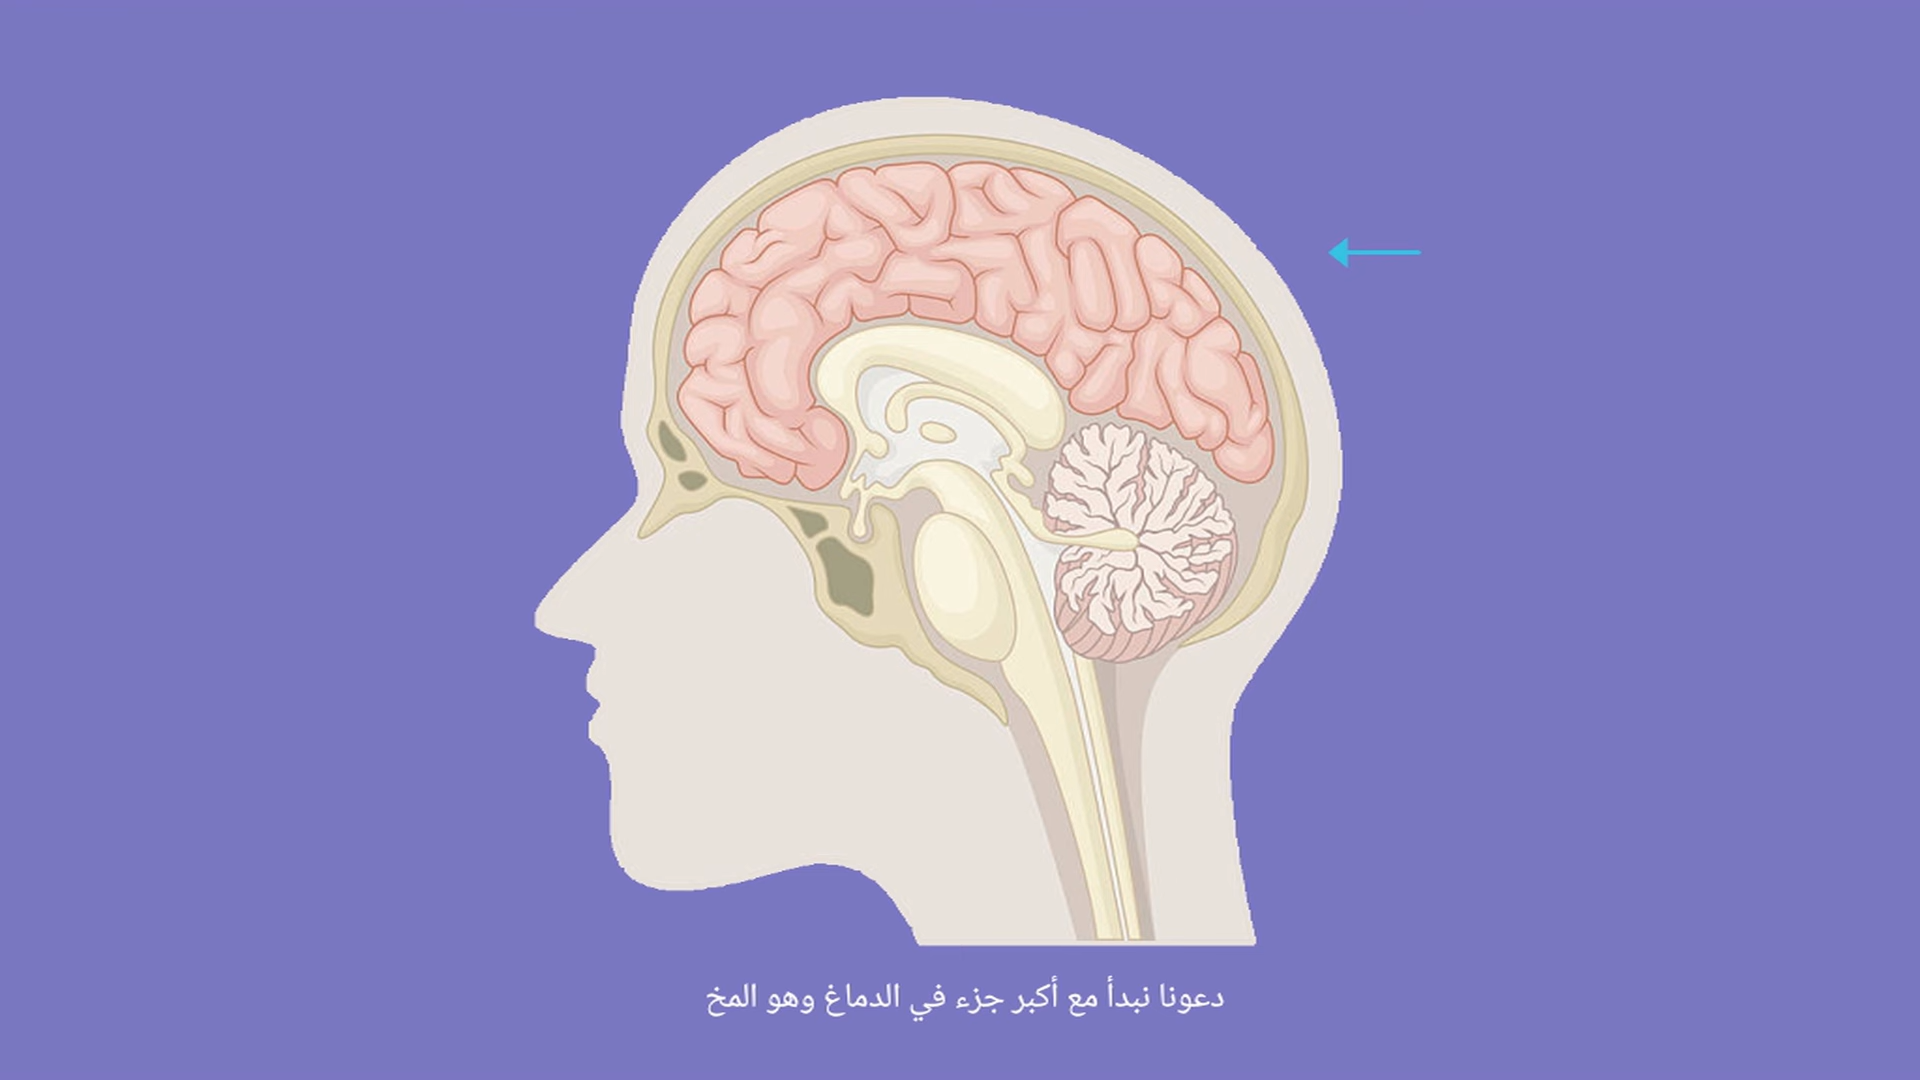 دعونا نبدأ مع أكبر جزء في الدماغ وهو المخ